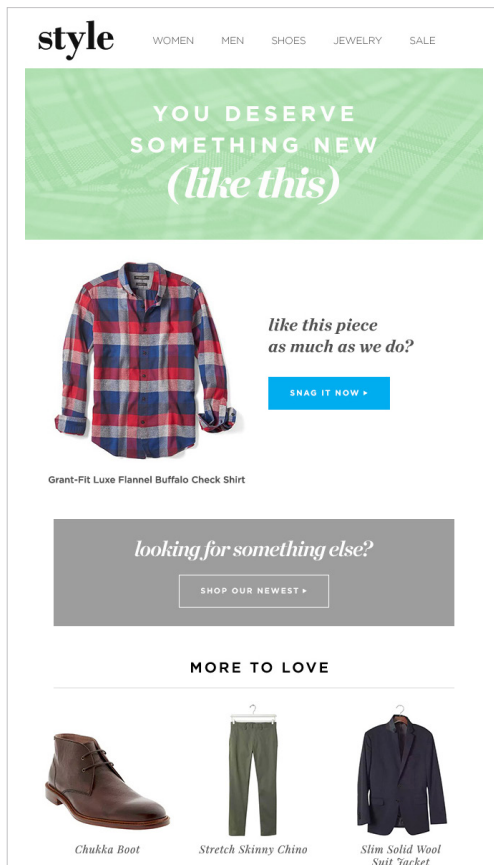 style
WOMEN MEN SHOES JEWELRY SALE
YOU DESERVE
SOMETHING NEW
(like this)
like this piece
as much as we do?
SNAG IT NOW ▸
Grant-Fit Luxe Flannel Buffalo Check Shirt
looking for something else?
SHOP OUR NEWEST ▸
MORE TO LOVE
Chukka Boot
Stretch Skinny Chino
Slim Solid Wool
Suit Jacket